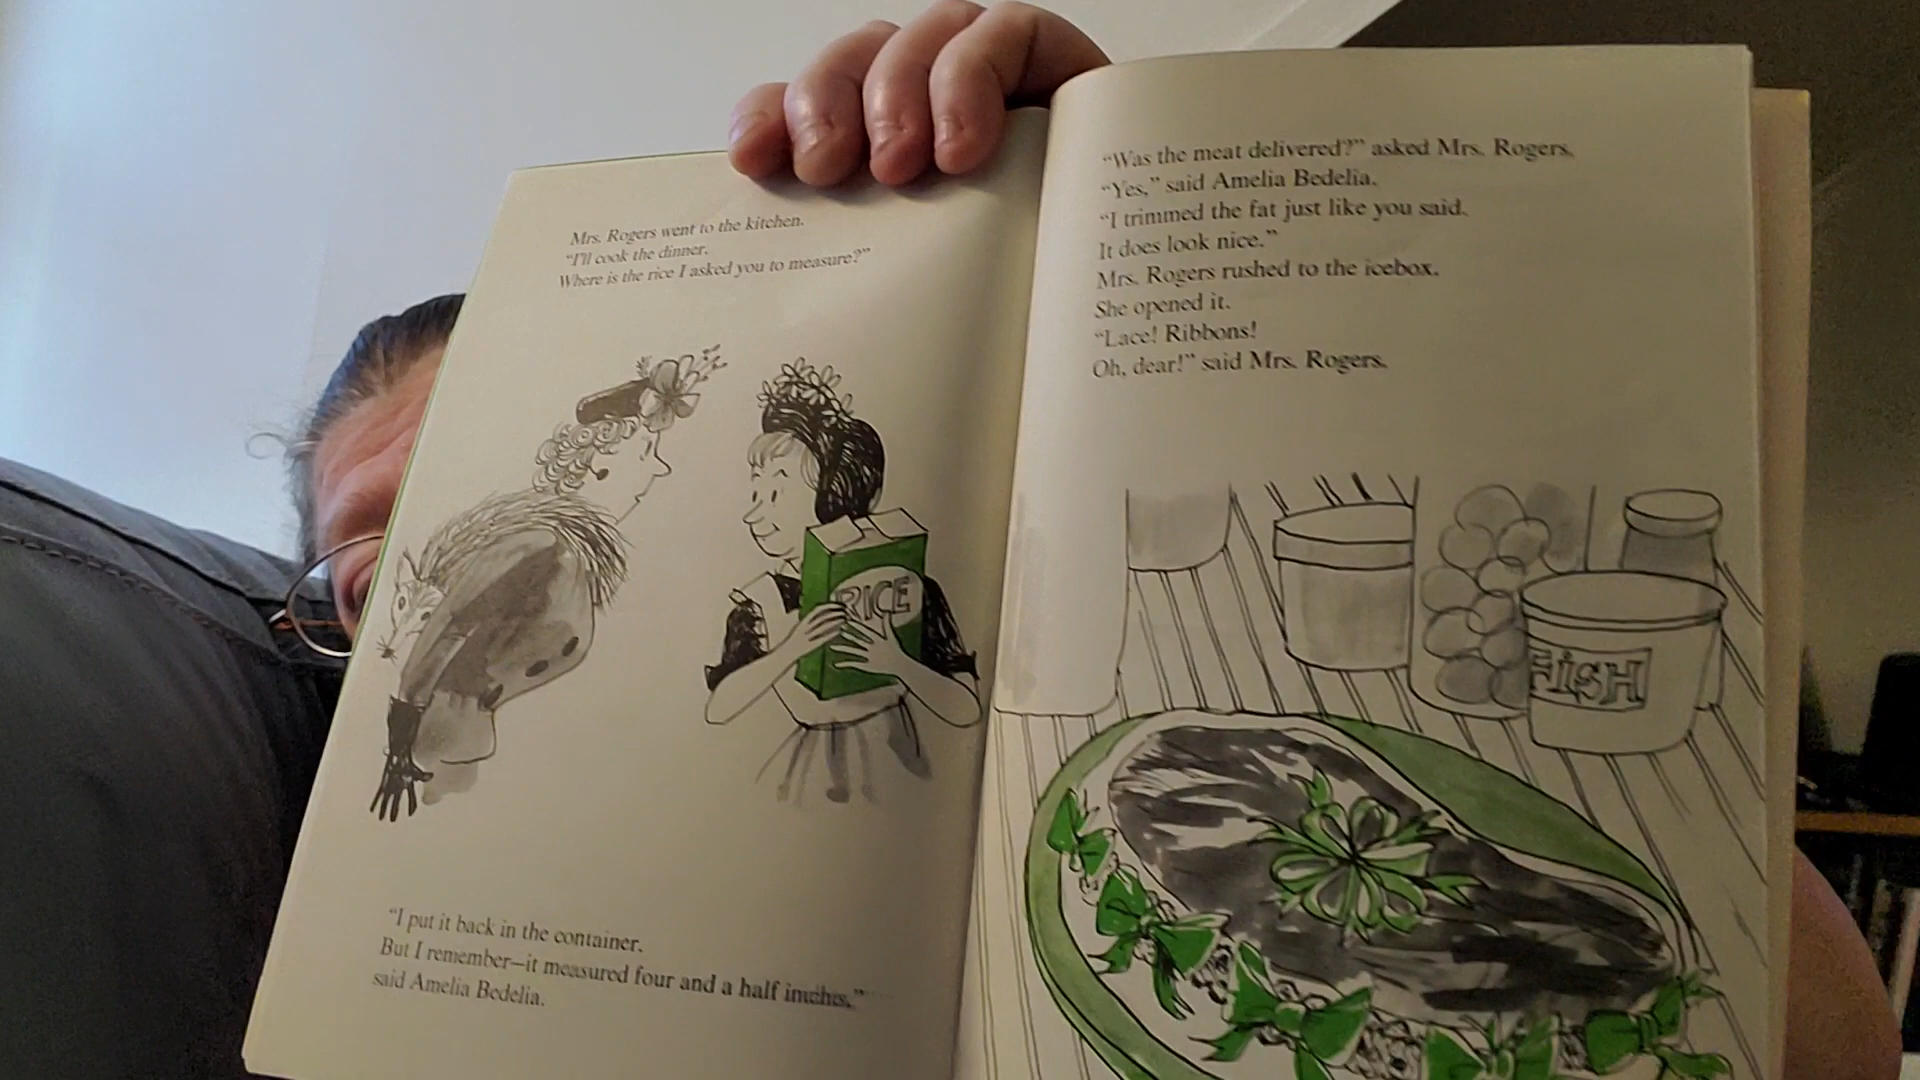 Mrs. Rogers went to the kitchen.
“I'll cook the dinner.
Where is the rice I asked you to measure?”
RICE
“I put it back in the container.
But I remember—it measured four and a half inches,”
said Amelia Bedelia.
“Was the meat delivered?” asked Mrs. Rogers.
“Yes,” said Amelia Bedelia.
“I trimmed the fat just like you said.
It does look nice.”
Mrs. Rogers rushed to the icebox.
She opened it.
“Lace! Ribbons!
Oh, dear!” said Mrs. Rogers.
FISH